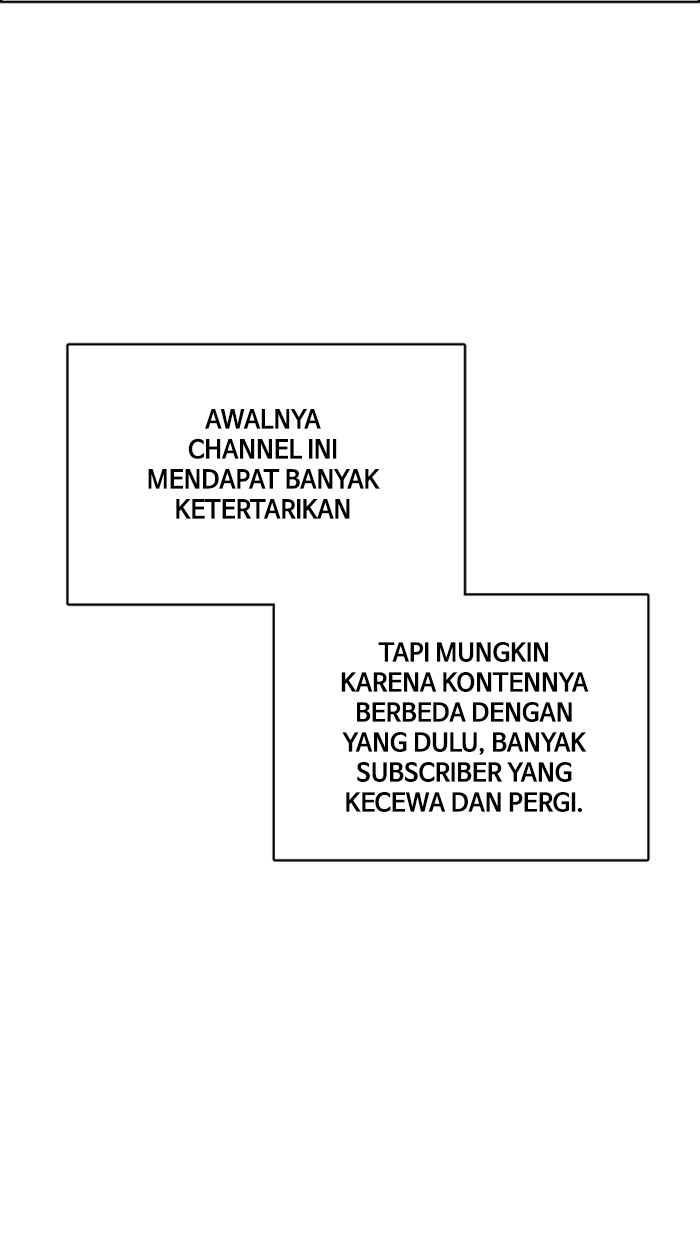 AWALNYA
CHANNEL INI
MENDAPAT BANYAK
KETERTARIKAN
TAPI MUNGKIN
KARENA KONTENNYA
BERBEDA DENGAN
YANG DULU, BANYAK
SUBSCRIBER YANG
KECEWA DAN PERGI.